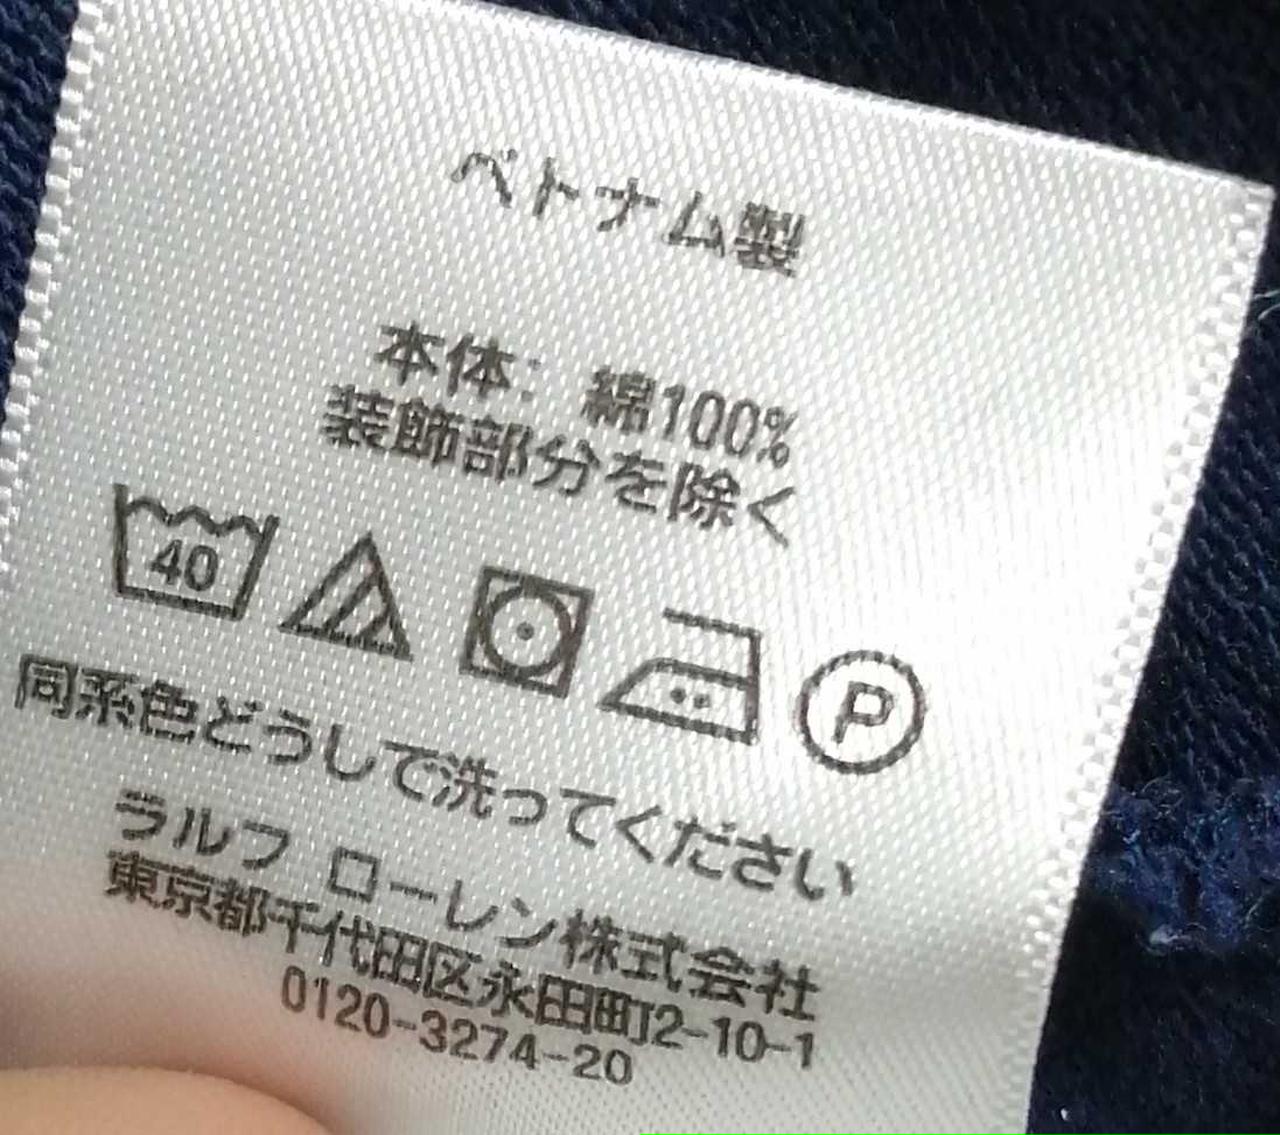 ベトナム製
本体: 綿100%
装飾部分を除く
40 P
同系色どうしで洗ってください
ラルフ ローレン株式会社
東京都千代田区永田町2-10-1
0120-3274-20